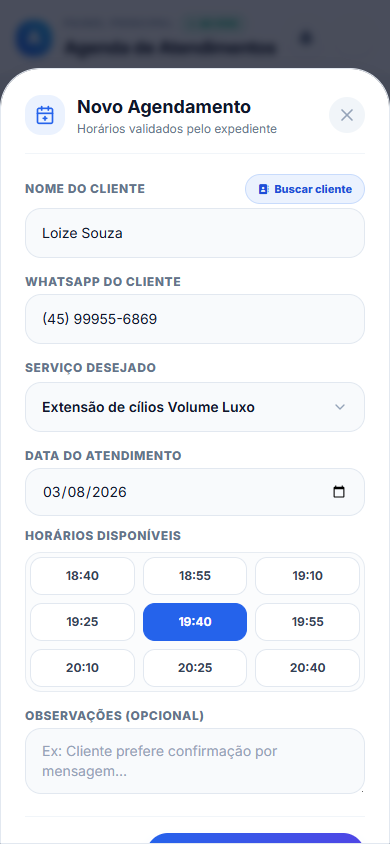 Agenda de Atendimentos
Novo Agendamento
Horários validados pelo expediente
NOME DO CLIENTE
Buscar cliente
Loize Souza
WHATSAPP DO CLIENTE
(45) 99955-6869
SERVIÇO DESEJADO
Extensão de cílios Volume Luxo
DATA DO ATENDIMENTO
03/08/2026
HORÁRIOS DISPONÍVEIS
18:40 18:55 19:10
19:25 19:40 19:55
20:10 20:25 20:40
OBSERVAÇÕES (OPCIONAL)
Ex: Cliente prefere confirmação por
mensagem...